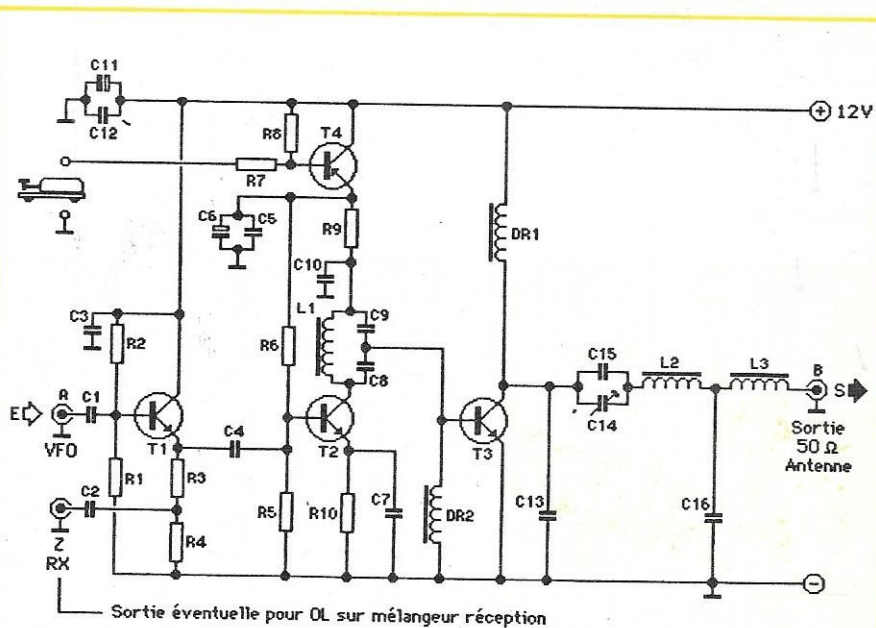 C11
C12
12V
R8
T4
R7
C6
C5
R9
DR1
C10
L1
C9
C3
R2
R6
C8
C15
L2
L3
B
S
E
A
C1
C4
C14
VFO
T1
T2
T3
Sortie
50 Ω
Antenne
R1
R3
C2
R5
R10
C7
DR2
C13
C16
Z
R4
RX
Sortie éventuelle pour OL sur mélangeur réception